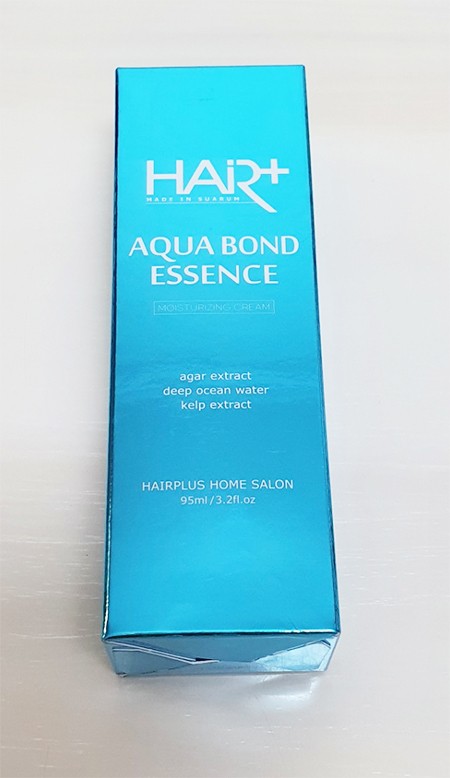 HAiR+
MADE IN SUARUM
AQUA BOND
ESSENCE
MOISTURIZING CREAM
agar extract
deep ocean water
kelp extract
HAIRPLUS HOME SALON
95ml/3.2fl.oz